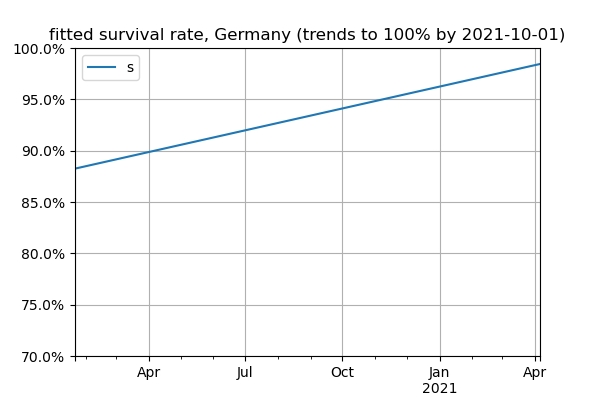 fitted survival rate, Germany (trends to 100% by 2021-10-01)
100.0%
s
95.0%
90.0%
85.0%
80.0%
75.0%
70.0%
Apr Jul Oct Jan Apr
2021